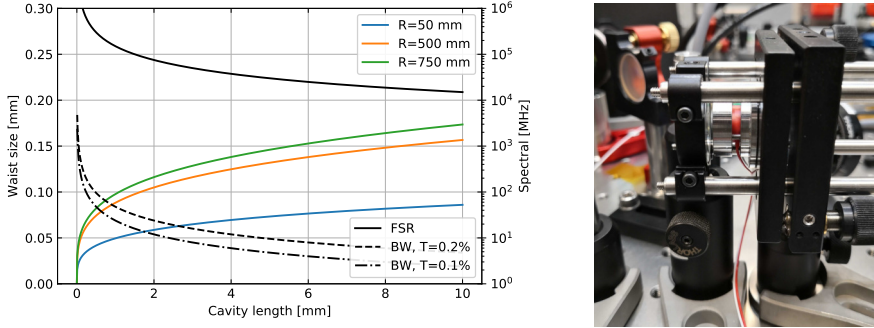 0.30
0.25
0.20
0.15
0.10
0.05
0.00
Waist size [mm]
0
2
4
6
8
10
Cavity length [mm]
10⁶
10⁵
10⁴
10³
10²
10¹
10⁰
Spectral [MHz]
R=50 mm
R=500 mm
R=750 mm
FSR
BW, T=0.2%
BW, T=0.1%